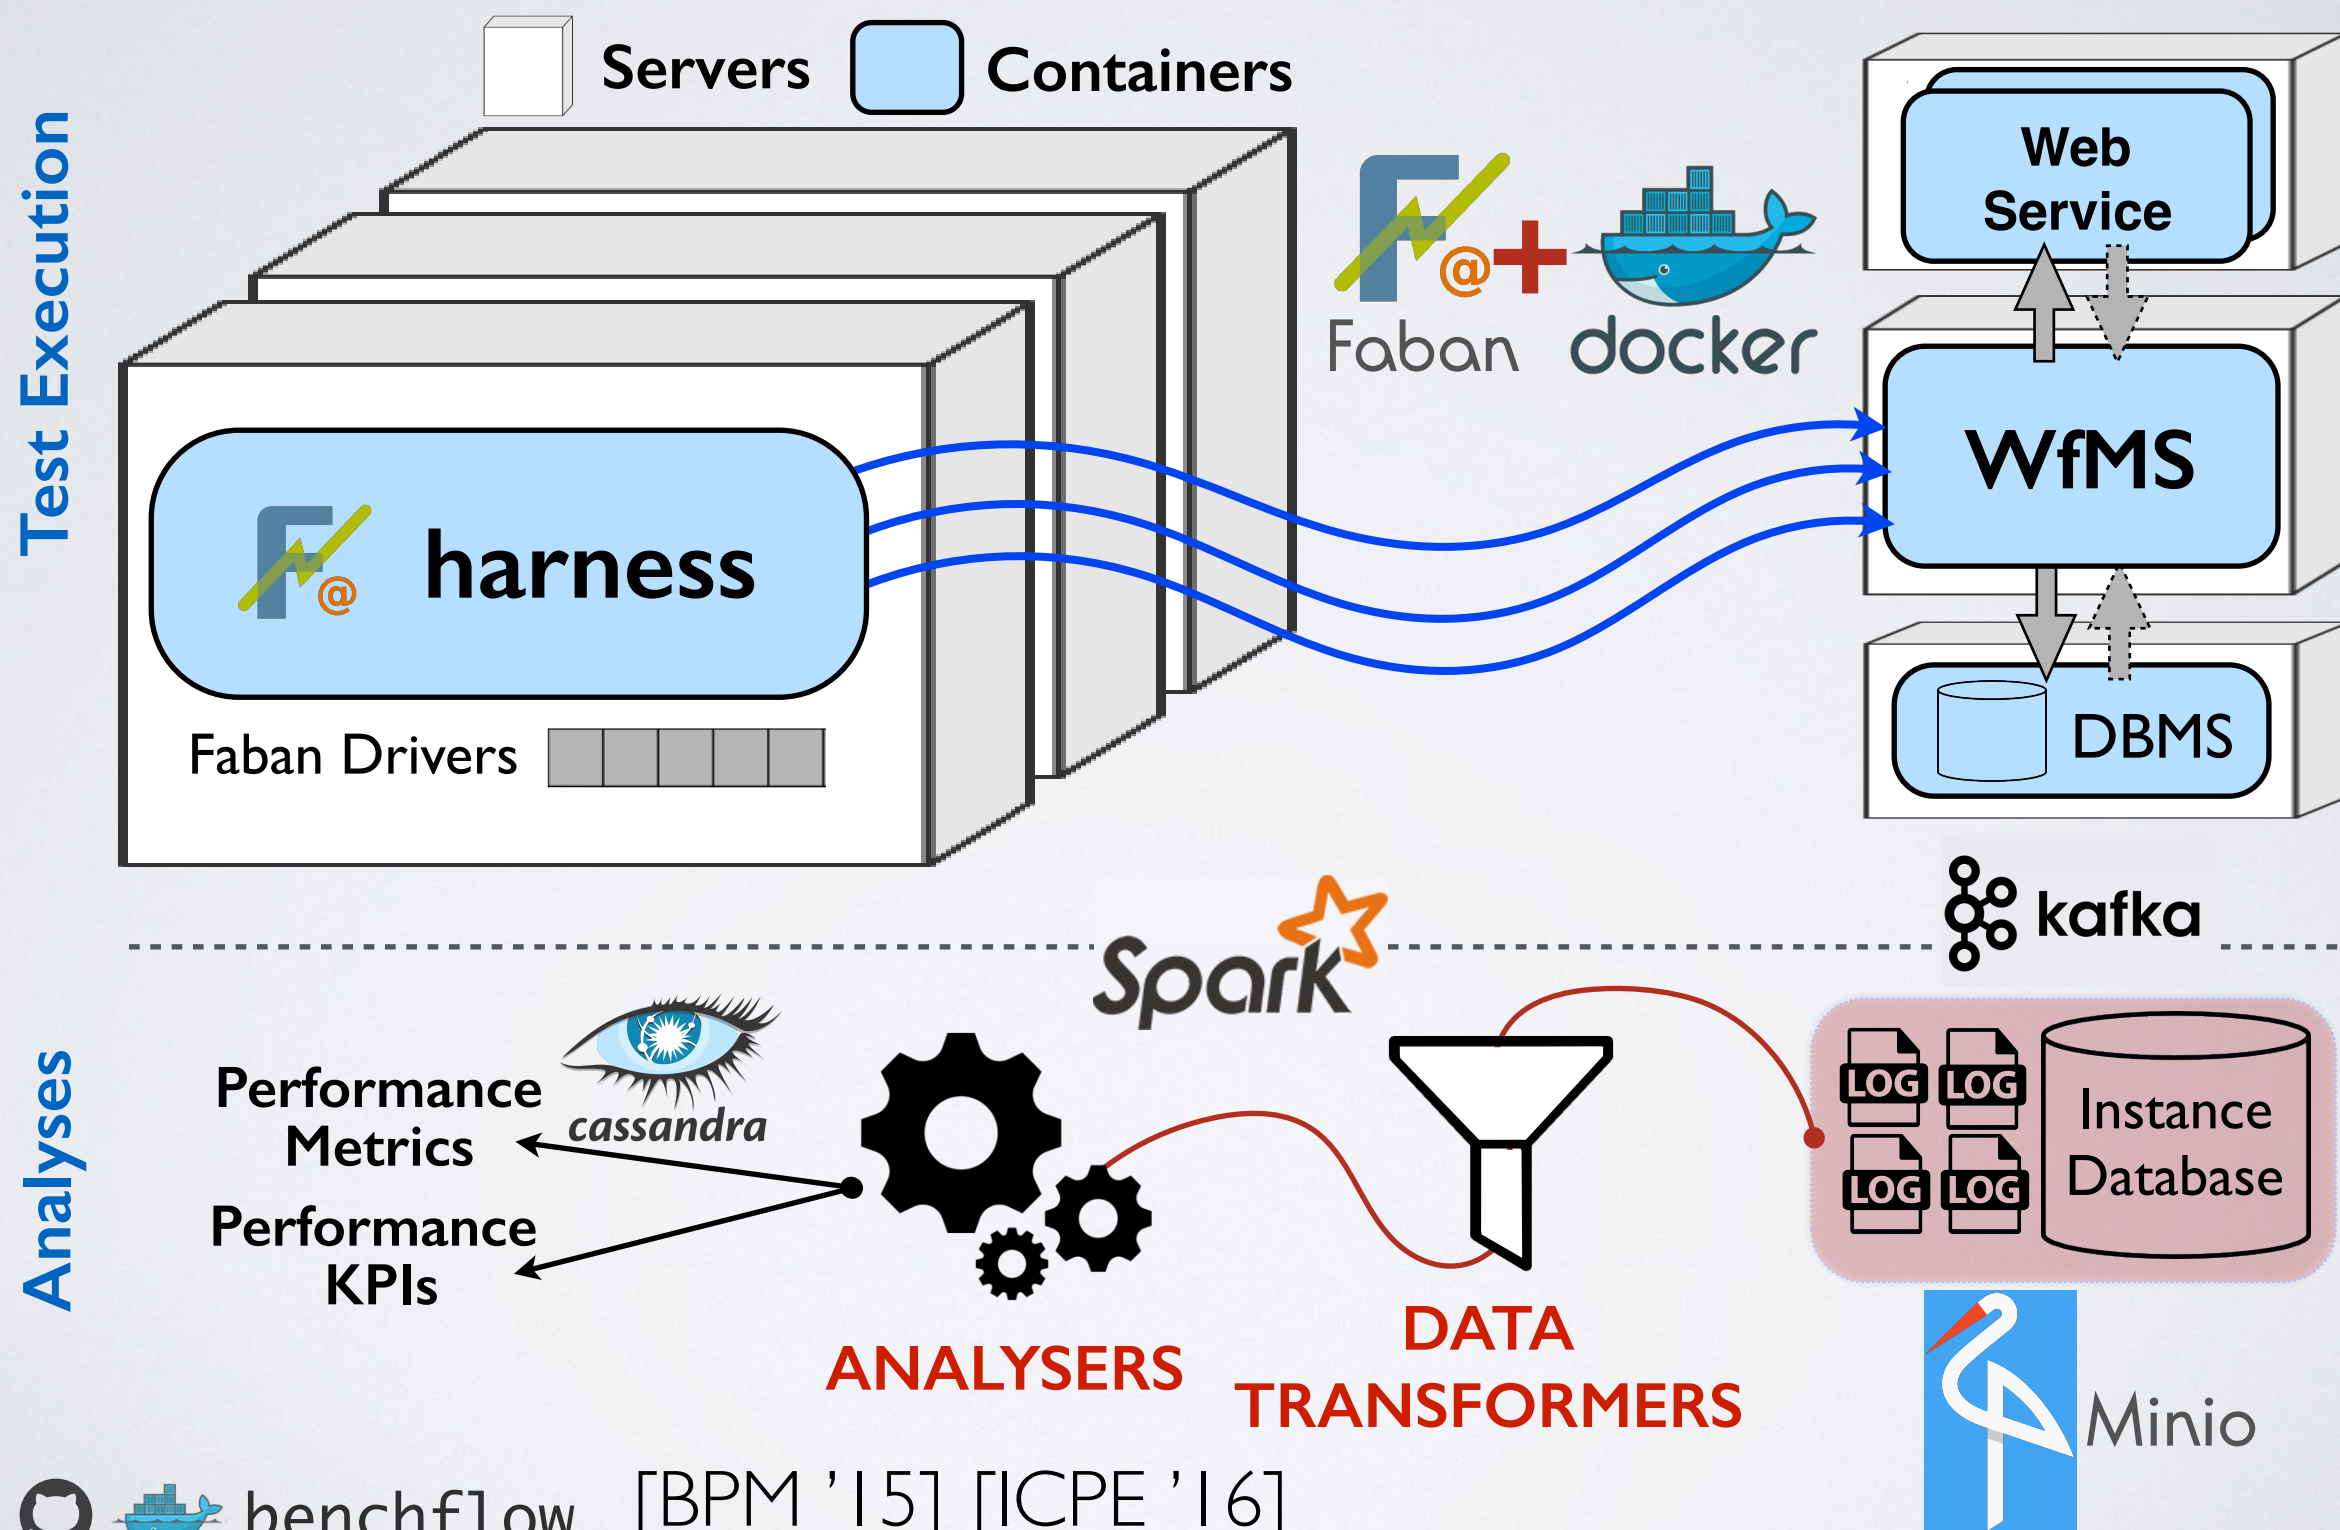 Servers
Containers
Test Execution
Web
Service
@
Faban
docker
WfMS
@
harness
Faban Drivers
DBMS
kafka
Spark
Analyses
Performance
Metrics
cassandra
Performance
KPIs
LOG
LOG
LOG
LOG
Instance
Database
ANALYSERS
DATA
TRANSFORMERS
Minio
benchflow
[BPM '15] [ICPE '16]